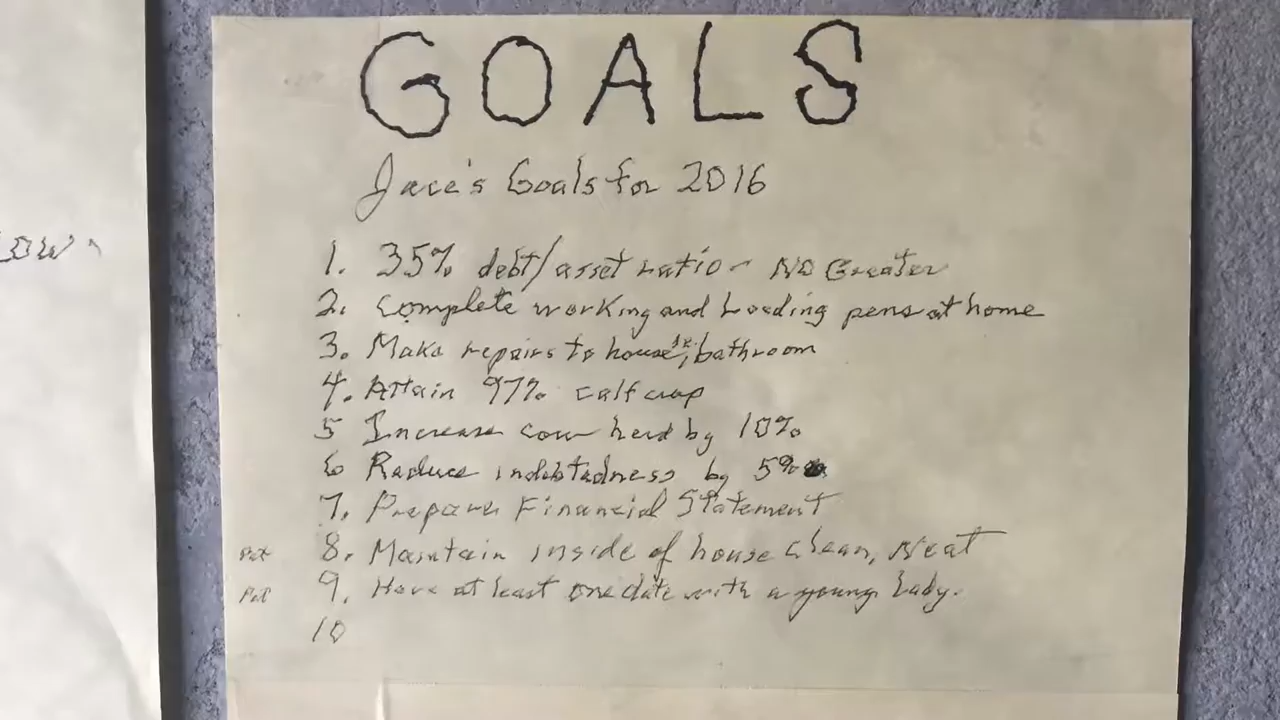 GOALS
Jace's Goals for 2016
1. 35% debt/asset ratio - No Greater
2. Complete working and Loading pens at home
3. Make repairs to house, bathroom
4. Attain 97% calf crop
5 Increase cow herd by 10%
6 Reduce indebtadness by 5%
7. Prepare Financial Statement
Pat 8. Maintain inside of house Clean, Neat
Pat 9. Have at least one date with a young Lady.
10